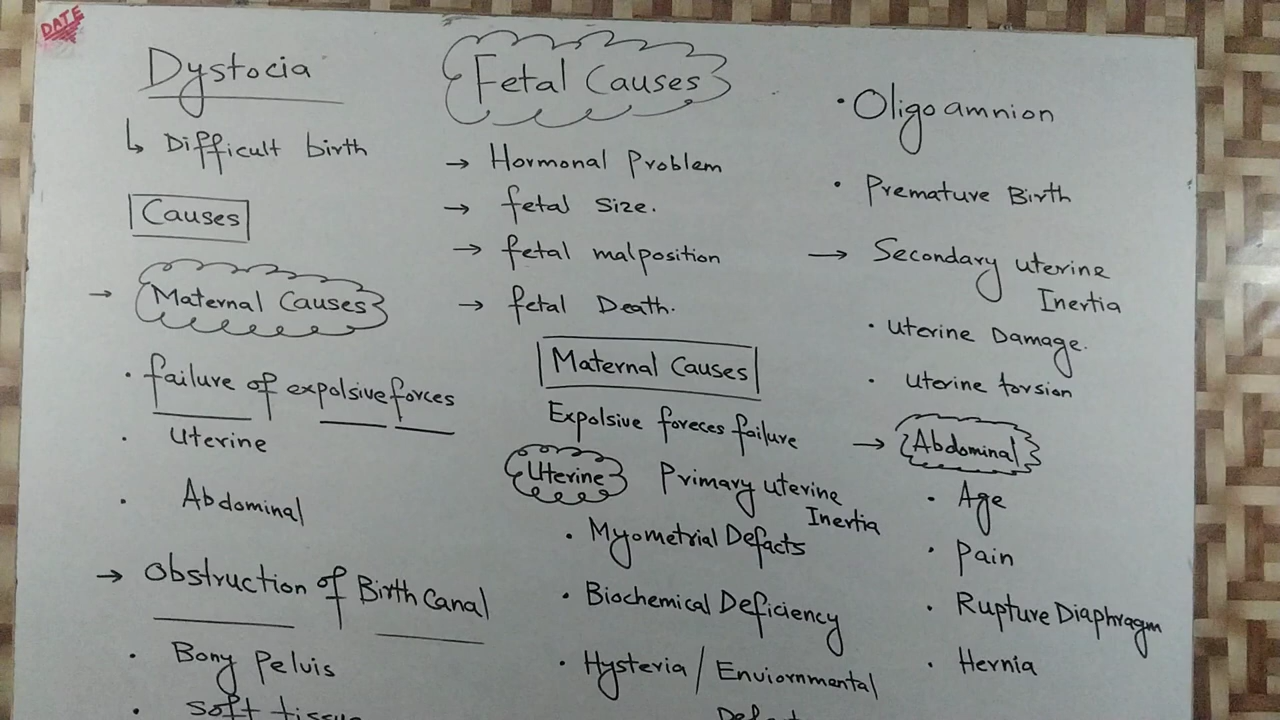 DATE
Dystocia
↳ Difficult birth
Causes
→ Maternal Causes
• failure of expolsive forces
• Uterine
• Abdominal
→ Obstruction of Birth Canal
• Bony Pelvis
• Soft tissue
Fetal Causes
→ Hormonal Problem
→ fetal size.
→ fetal malposition
→ fetal Death.
Maternal Causes
Expolsive foreces failure
Uterine Primary uterine
Inertia
• Myometrial Defects
• Biochemical Deficiency
• Hysteria / Enviornmental
• Oligoamnion
• Premature Birth
→ Secondary uterine
Inertia
• Uterine Damage.
• Uterine torsion
→ Abdominal
• Age
• Pain
• Rupture Diaphragm
• Hernia